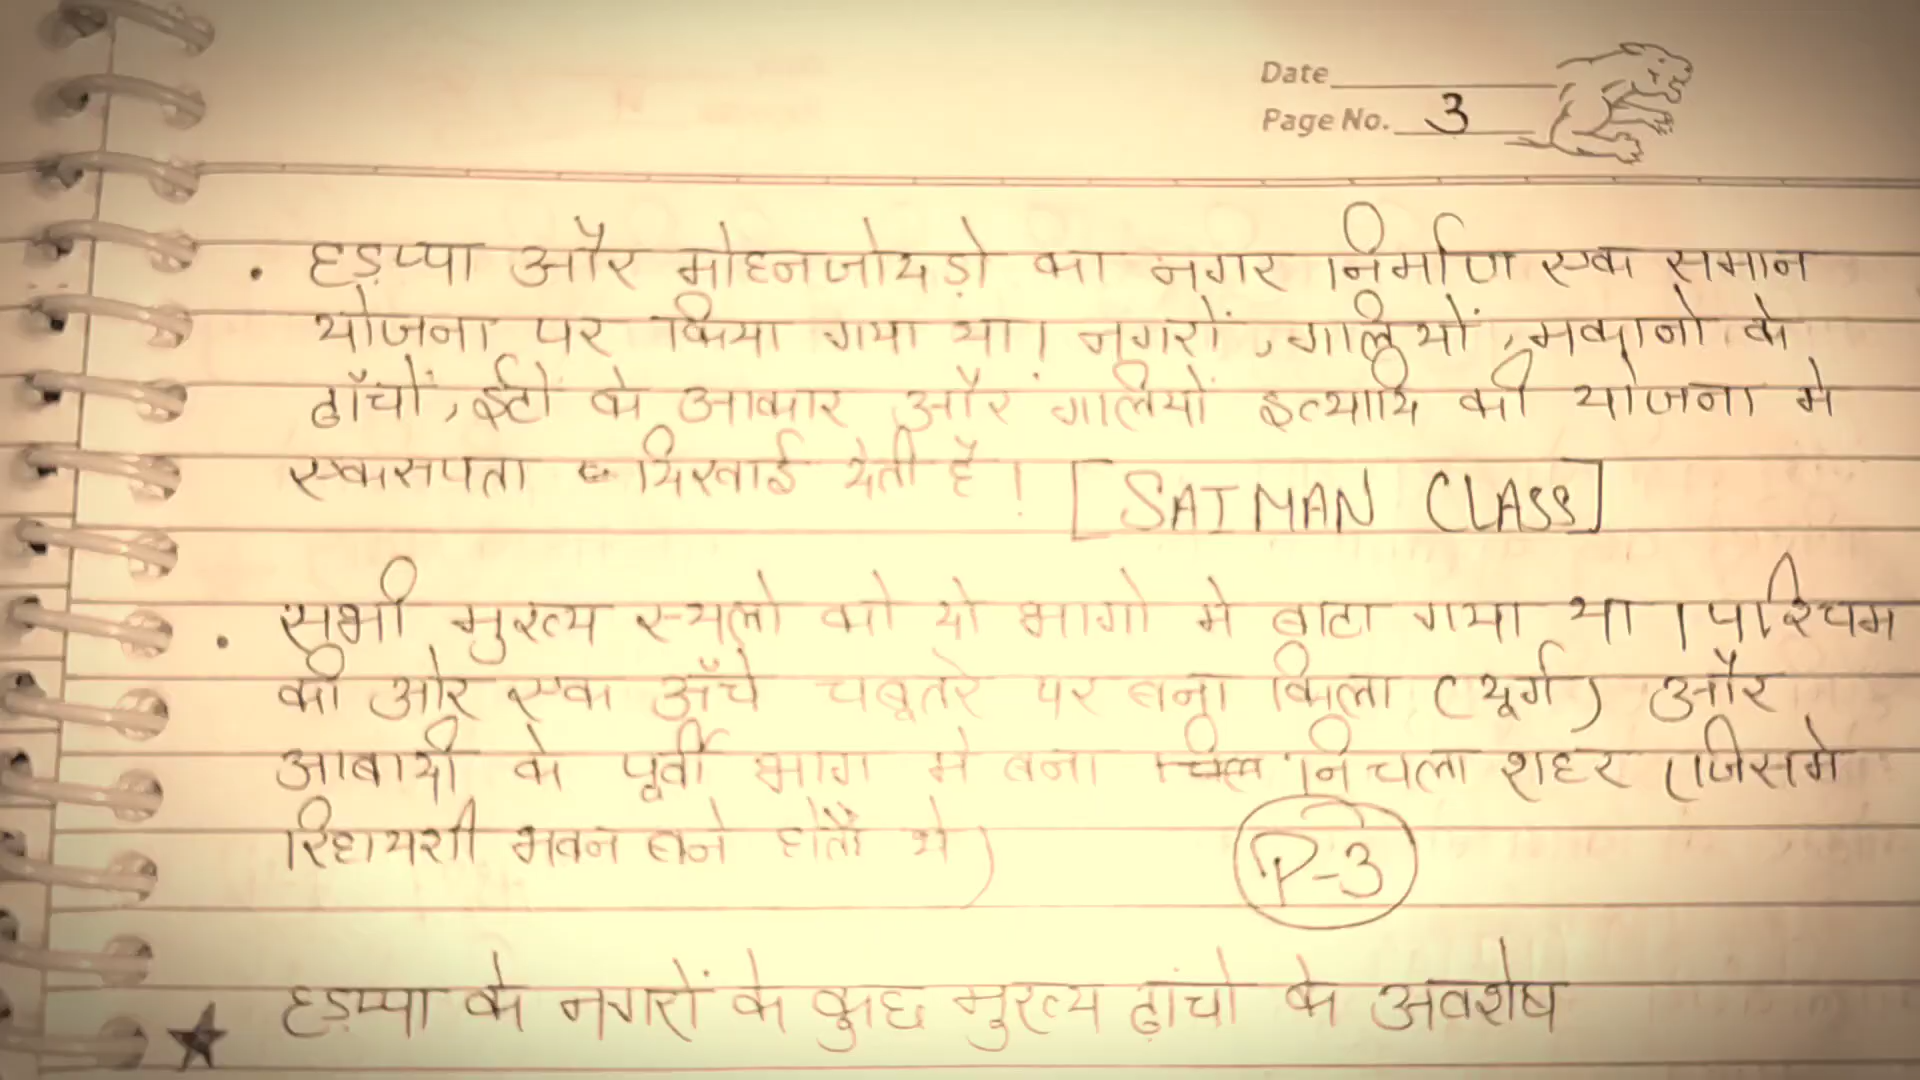 Date
Page No. 3
• हड़प्पा और मोहनजोदड़ो का नगर निर्माण एक समान
योजना पर किया गया था। नगरों, गलियों, मकानो के
ढाँचों, ईटों के आकार और गलियों इत्यादि की योजना मे
एकरूपता दिखाई देती है। [SATMAN CLASS]
• सभी मुख्य स्थलो को दो भागो मे बाटा गया था। पश्चिम
की ओर एक ऊँचे चबूतरे पर बना किला (दूर्ग) और
आबादी के पूर्वी भाग मे बना निचला शहर (जिसमे
रिहायशी भवन बने होतें थे)
P-3
★ हड़प्पा के नगरों के कुछ मुख्य ढ़ांचो के अवशेष